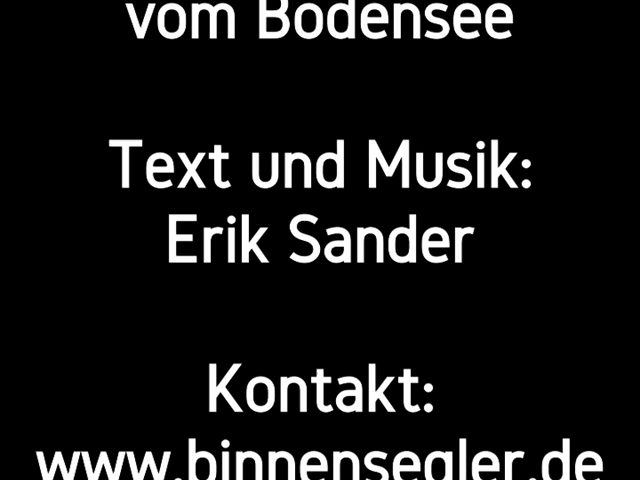 vom Bodensee
Text und Musik:
Erik Sander
Kontakt:
www.binnensegler.de